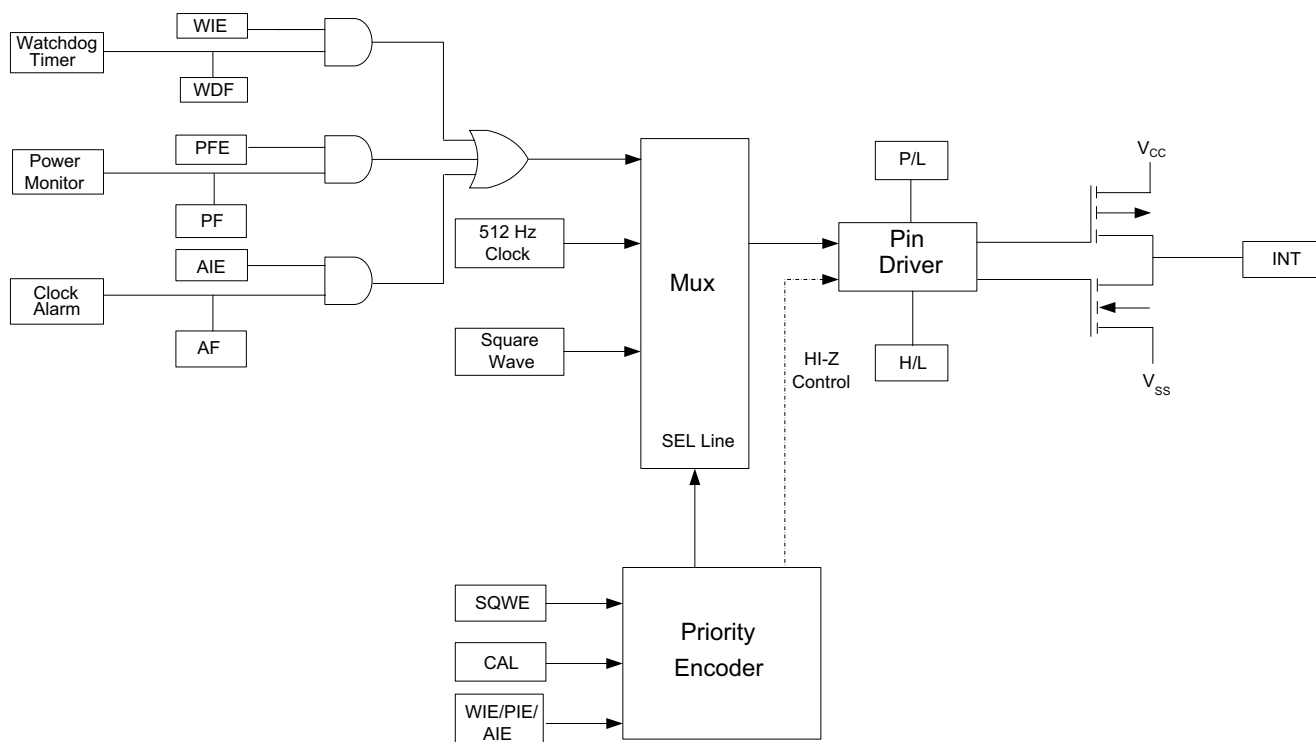 WIE
Watchdog
Timer
WDF
PFE
Power
Monitor
PF
AIE
Clock
Alarm
AF
512 Hz
Clock
Square
Wave
Mux
SEL Line
P/L
Pin
Driver
H/L
HI-Z
Control
VCC
INT
VSS
SQWE
CAL
WIE/PIE/
AIE
Priority
Encoder